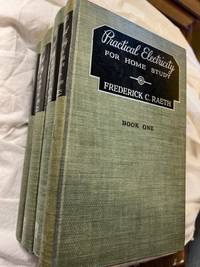 Practical Electricity
FOR HOME STUDY
FREDERICK C. RAETH
BOOK ONE